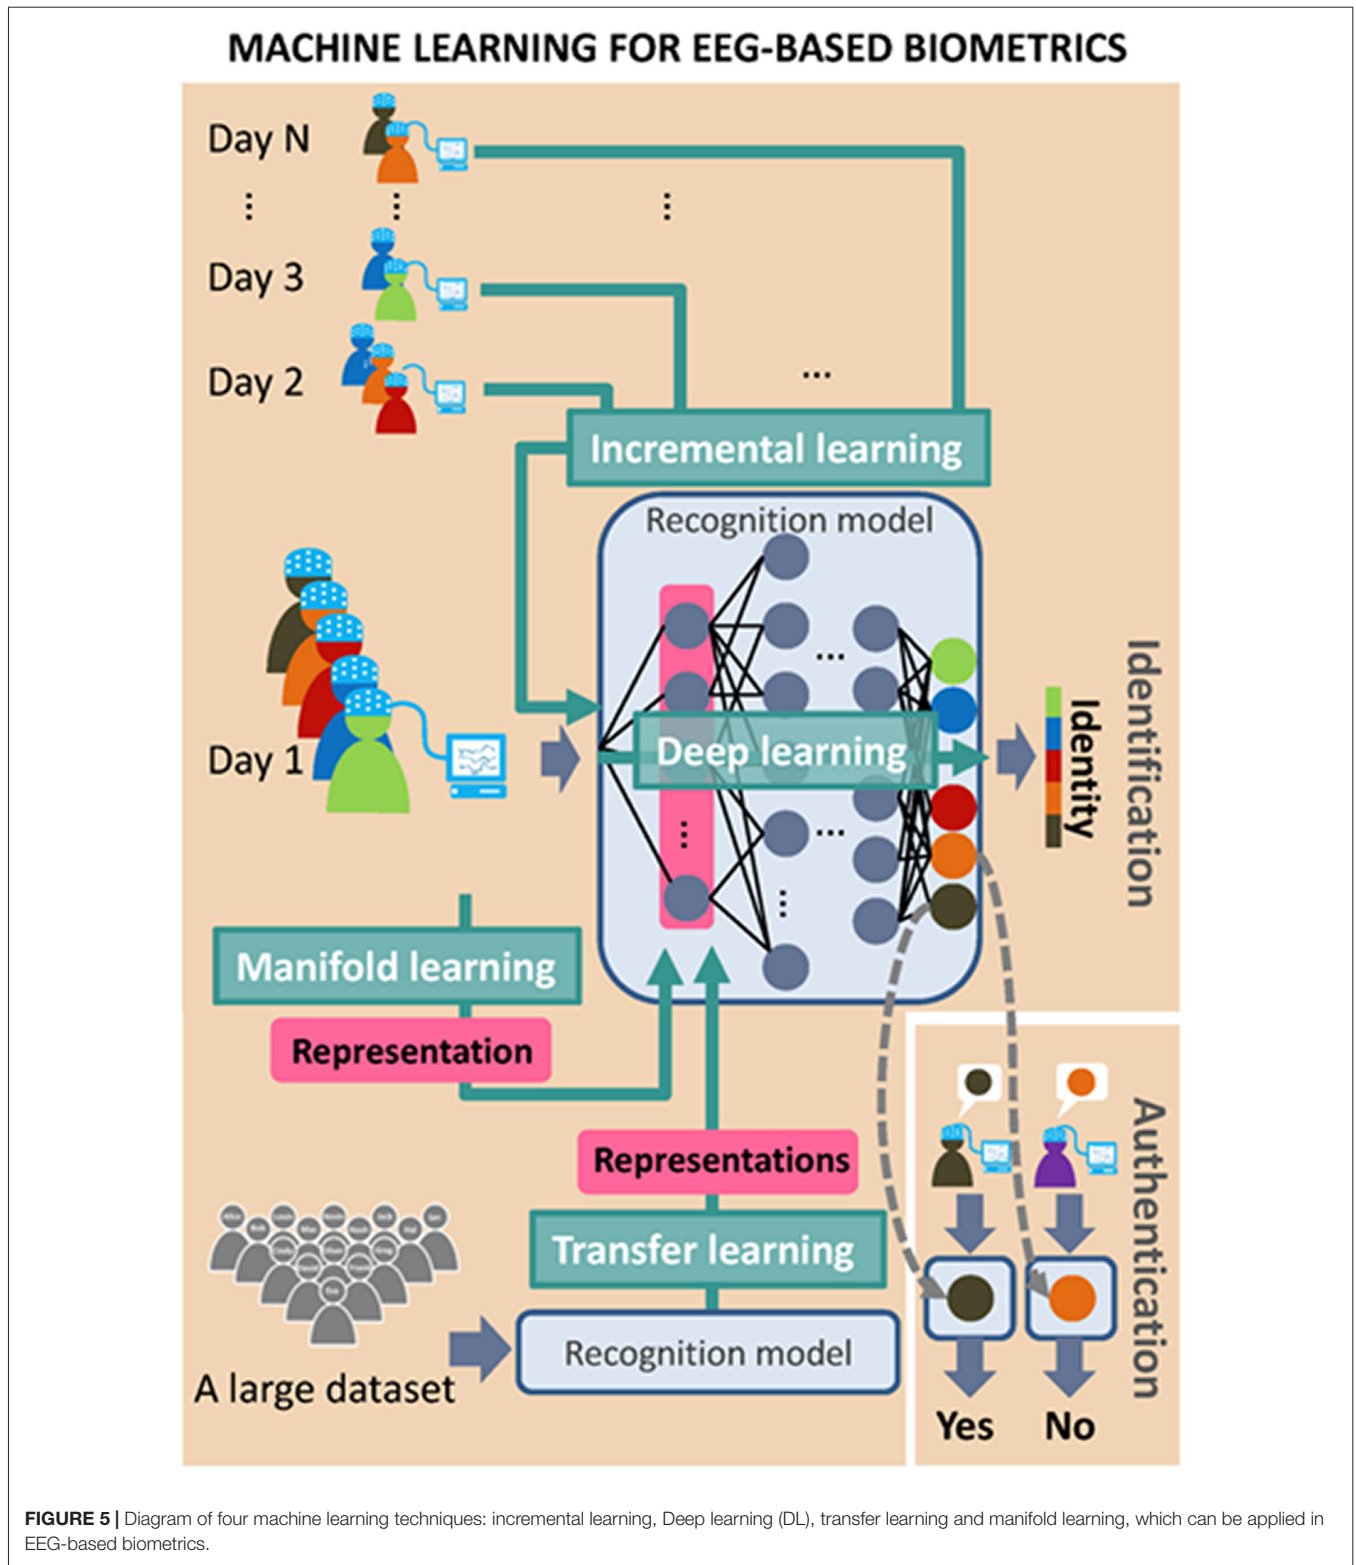 MACHINE LEARNING FOR EEG-BASED BIOMETRICS
Day N
Day 3
Day 2
Incremental learning
Recognition model
Day 1
Deep learning
Identity
Identification
Manifold learning
Representation
Representations
Transfer learning
Recognition model
A large dataset
Authentication
Yes
No
FIGURE 5 | Diagram of four machine learning techniques: incremental learning, Deep learning (DL), transfer learning and manifold learning, which can be applied in
EEG-based biometrics.